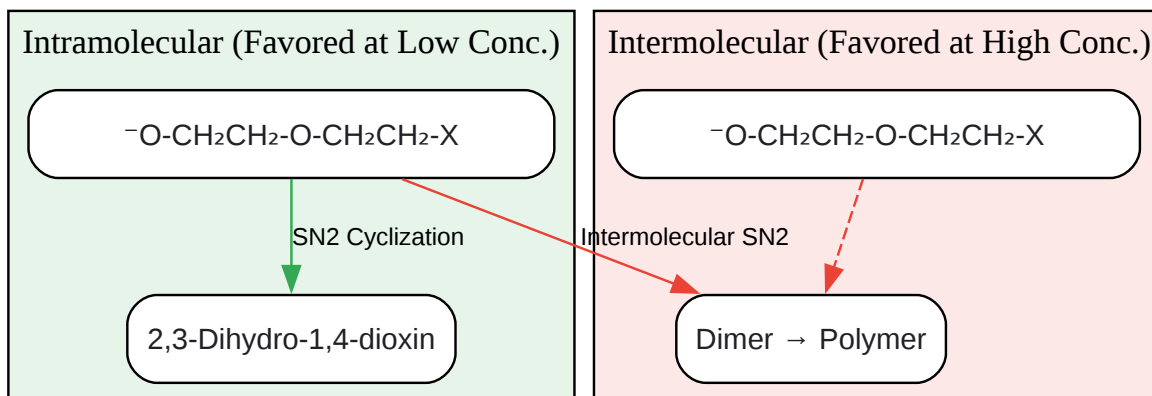 Intramolecular (Favored at Low Conc.)
⁻O-CH₂CH₂-O-CH₂CH₂-X
SN2 Cyclization
2,3-Dihydro-1,4-dioxin
Intermolecular (Favored at High Conc.)
⁻O-CH₂CH₂-O-CH₂CH₂-X
Intermolecular SN2
Dimer → Polymer